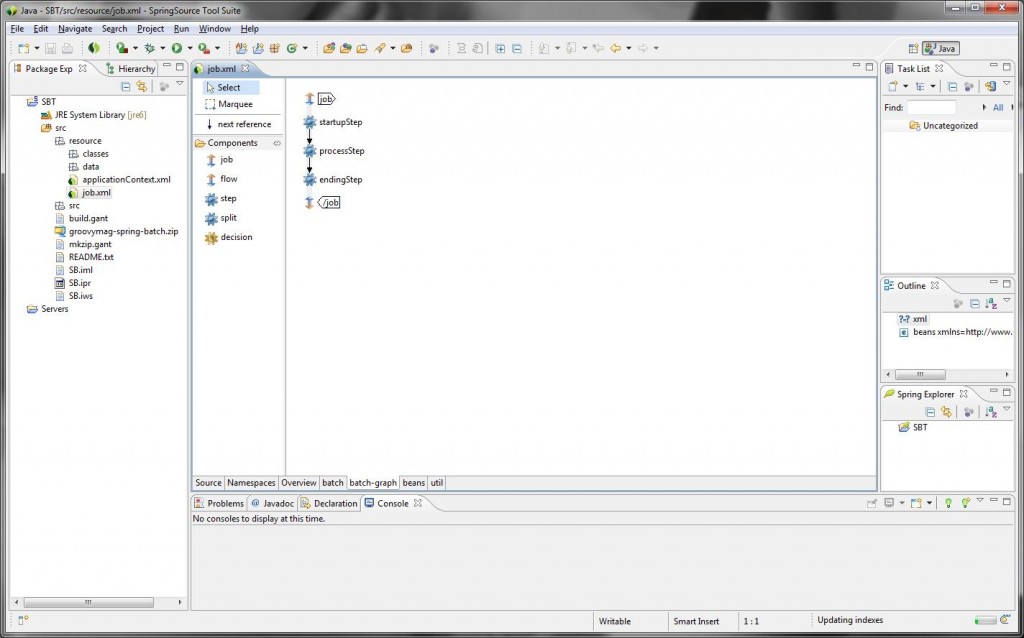 Java - SBT/src/resource/job.xml - SpringSource Tool Suite
File Edit Navigate Search Project Run Window Help
Java
Package Exp
Hierarchy
SBT
JRE System Library [jre6]
src
resource
classes
data
applicationContext.xml
job.xml
src
build.gant
groovymag-spring-batch.zip
mkzip.gant
README.txt
SB.iml
SB.ipr
SB.iws
Servers
job.xml
Select
Marquee
next reference
Components
job
flow
step
split
decision
job
startupStep
processStep
endingStep
/job
Source Namespaces Overview batch batch-graph beans util
Task List
Find: All
Uncategorized
Outline
?-? xml
e beans xmlns=http://www.
Spring Explorer
SBT
Problems @ Javadoc Declaration Console
No consoles to display at this time.
Writable Smart Insert 1 : 1 Updating indexes